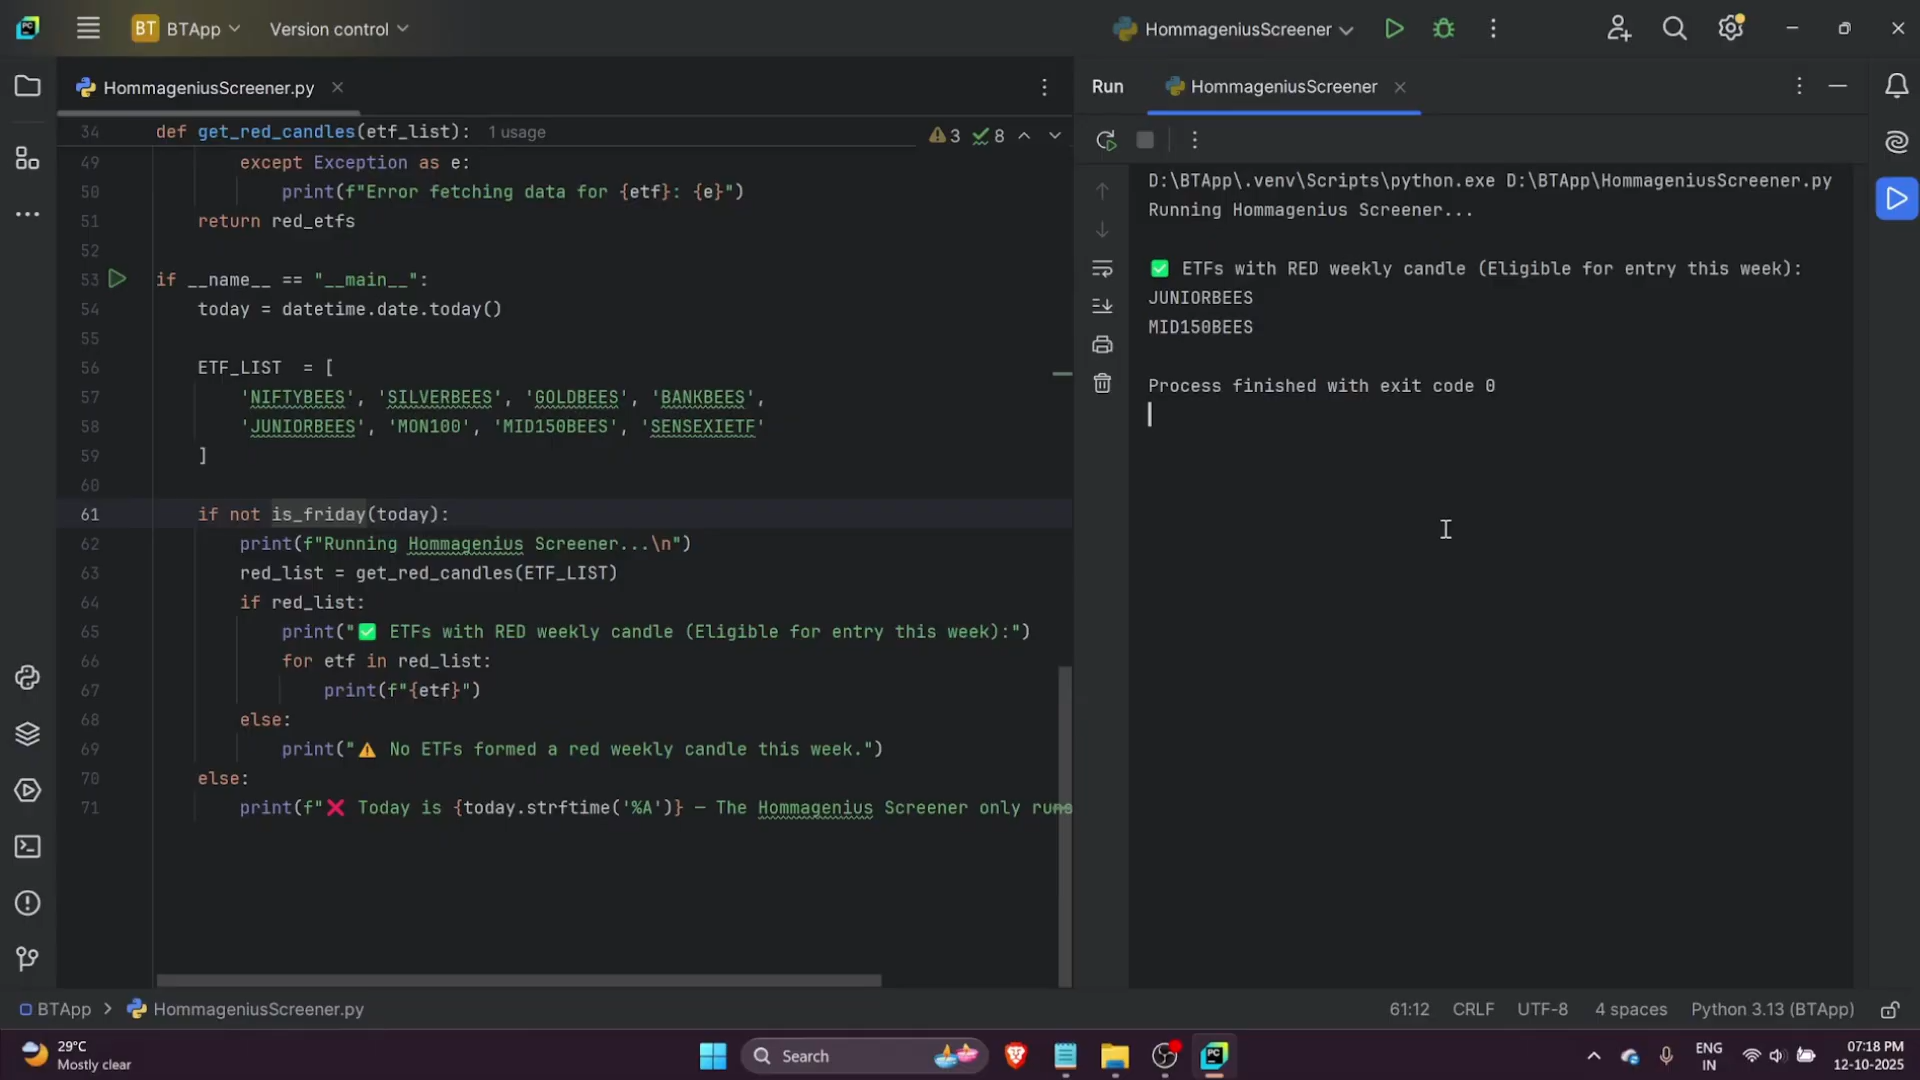 BT BTApp Version control HommageniusScreener
HommageniusScreener.py
Run HommageniusScreener
34 def get_red_candles(etf_list): 1 usage
3 8
49 except Exception as e:
50 print(f"Error fetching data for {etf}: {e}")
51 return red_etfs
52
53 if __name__ == "__main__":
54 today = datetime.date.today()
55
56 ETF_LIST = [
57 'NIFTYBEES', 'SILVERBEES', 'GOLDBEES', 'BANKBEES',
58 'JUNIORBEES', 'MON100', 'MID150BEES', 'SENSEXIETF'
59 ]
60
61 if not is_friday(today):
62 print(f"Running Hommagenius Screener...\n")
63 red_list = get_red_candles(ETF_LIST)
64 if red_list:
65 print("✅ ETFs with RED weekly candle (Eligible for entry this week):")
66 for etf in red_list:
67 print(f"{etf}")
68 else:
69 print("⚠️ No ETFs formed a red weekly candle this week.")
70 else:
71 print(f"❌ Today is {today.strftime('%A')} – The Hommagenius Screener only runs
D:\BTApp\.venv\Scripts\python.exe D:\BTApp\HommageniusScreener.py
Running Hommagenius Screener...
✅ ETFs with RED weekly candle (Eligible for entry this week):
JUNIORBEES
MID150BEES
Process finished with exit code 0
BTApp > HommageniusScreener.py
61:12 CRLF UTF-8 4 spaces Python 3.13 (BTApp)
29°C
Mostly clear
Search
PC
ENG
IN
07:18 PM
12-10-2025